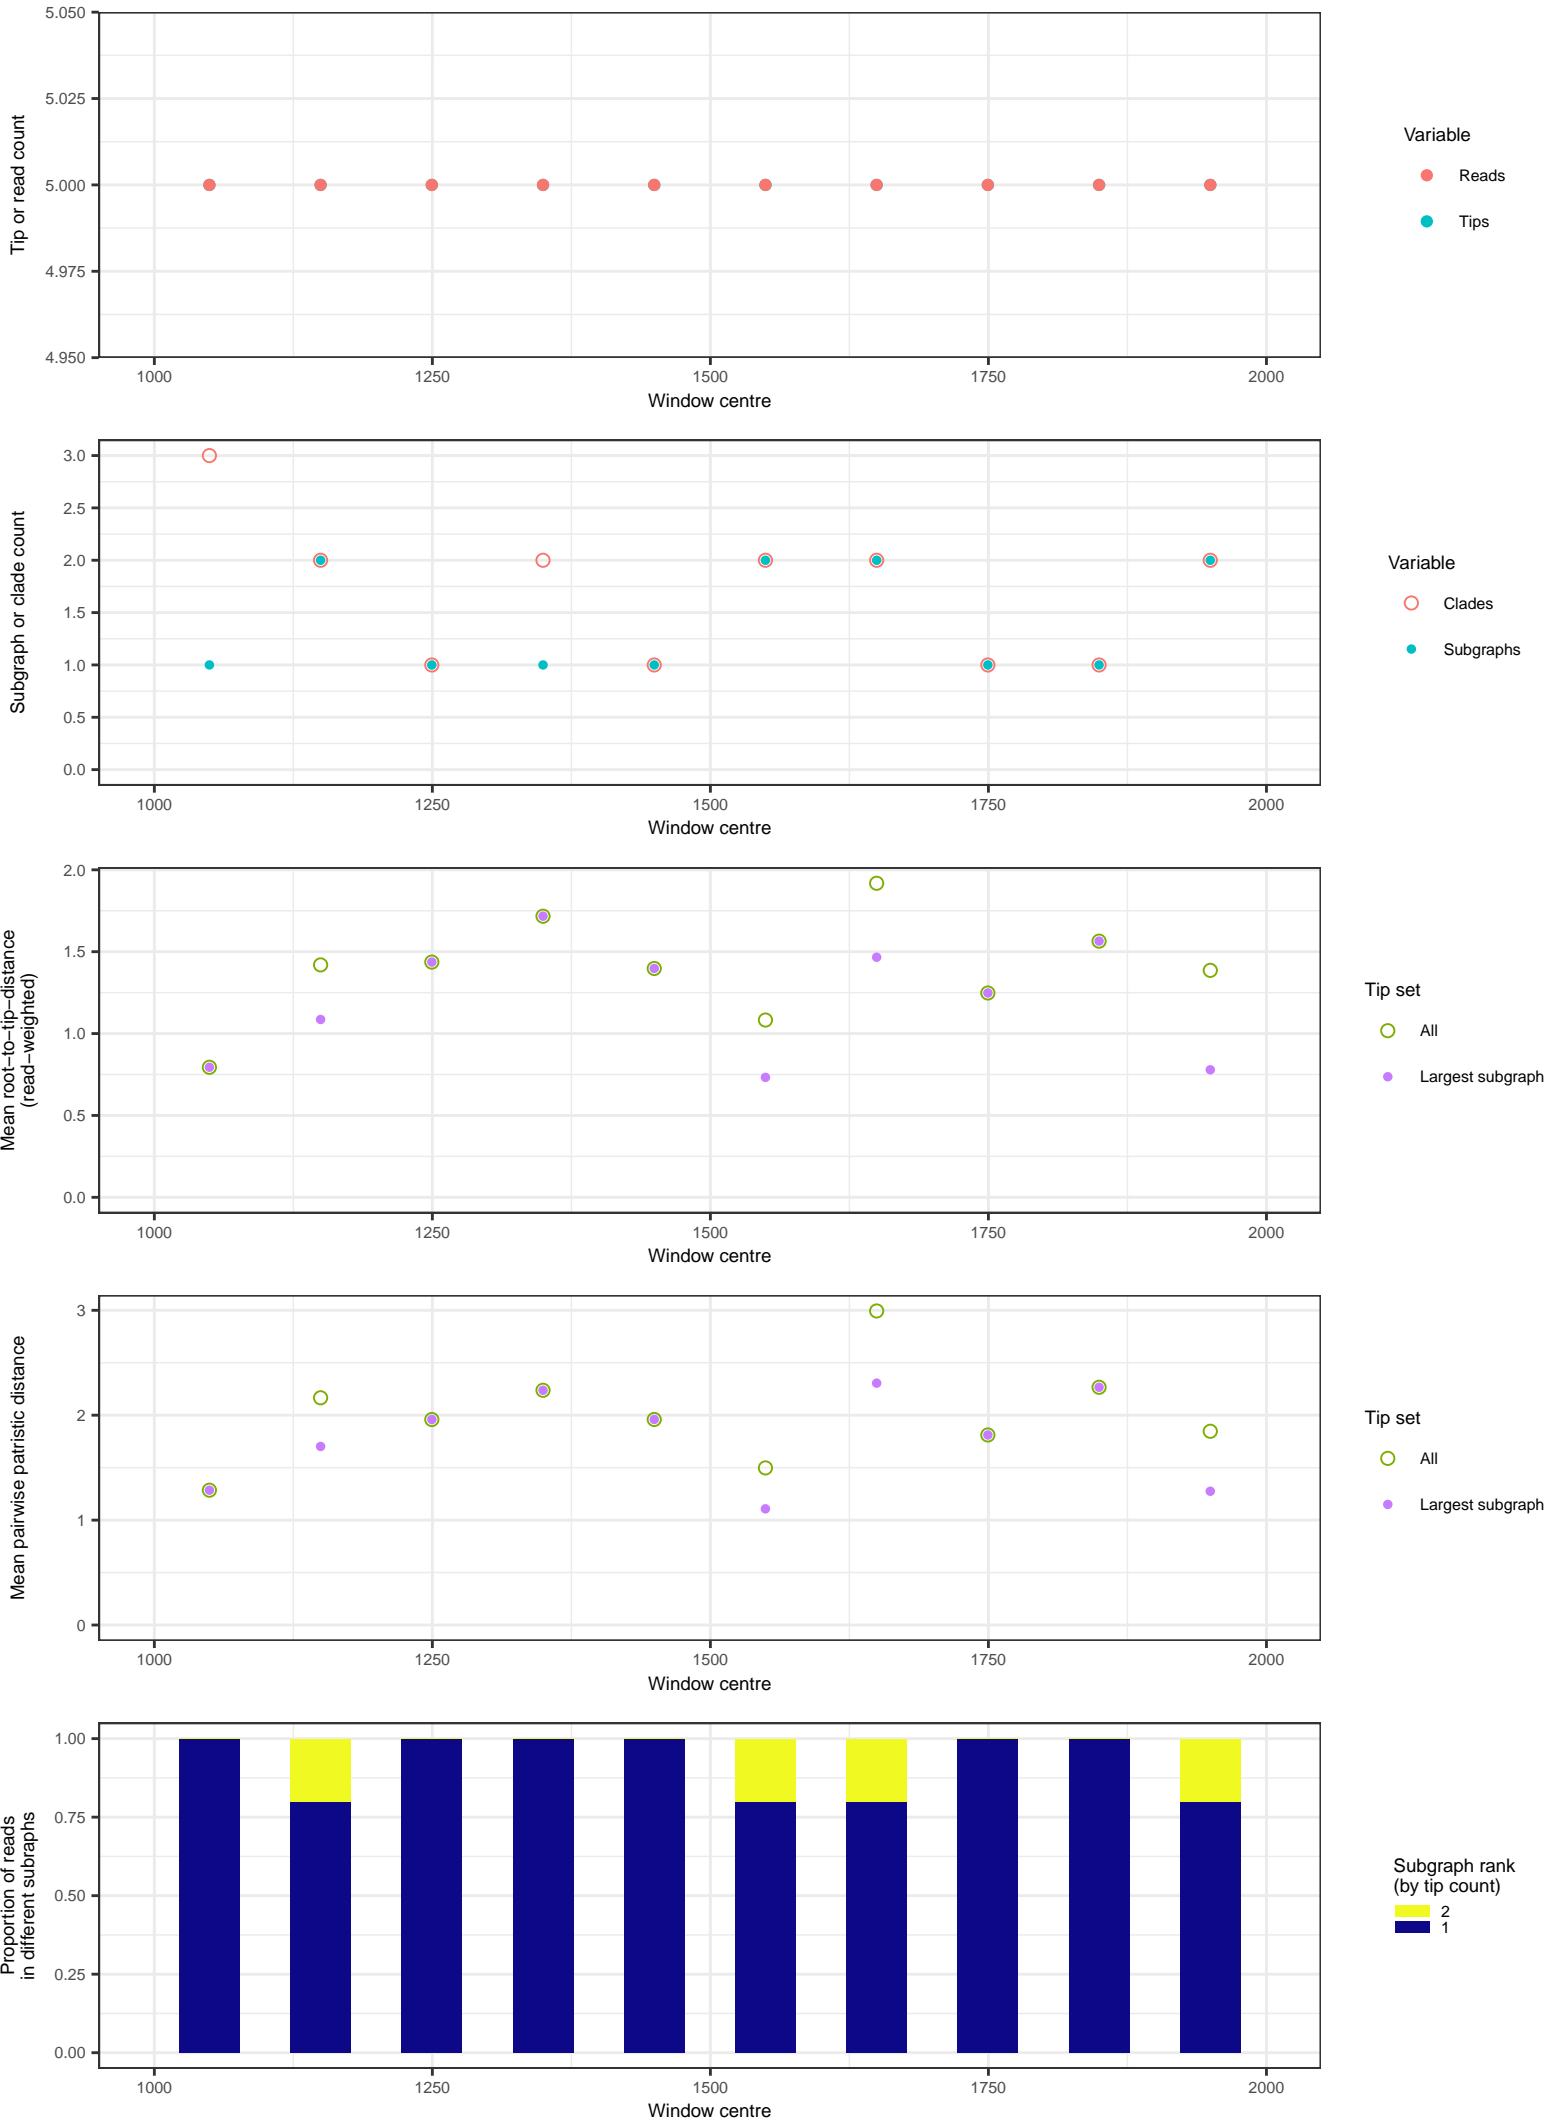 5.050
5.025
5.000
4.975
4.950
Tip or read count
1000 1250 1500 1750 2000
Window centre
Variable
Reads
Tips
3.0
2.5
2.0
1.5
1.0
0.5
0.0
Subgraph or clade count
1000 1250 1500 1750 2000
Window centre
Variable
Clades
Subgraphs
2.0
1.5
1.0
0.5
0.0
Mean root−to−tip−distance
(read−weighted)
1000 1250 1500 1750 2000
Window centre
Tip set
All
Largest subgraph
3
2
1
0
Mean pairwise patristic distance
1000 1250 1500 1750 2000
Window centre
Tip set
All
Largest subgraph
1.00
0.75
0.50
0.25
0.00
Proportion of reads
in different subraphs
1000 1250 1500 1750 2000
Window centre
Subgraph rank
(by tip count)
2
1